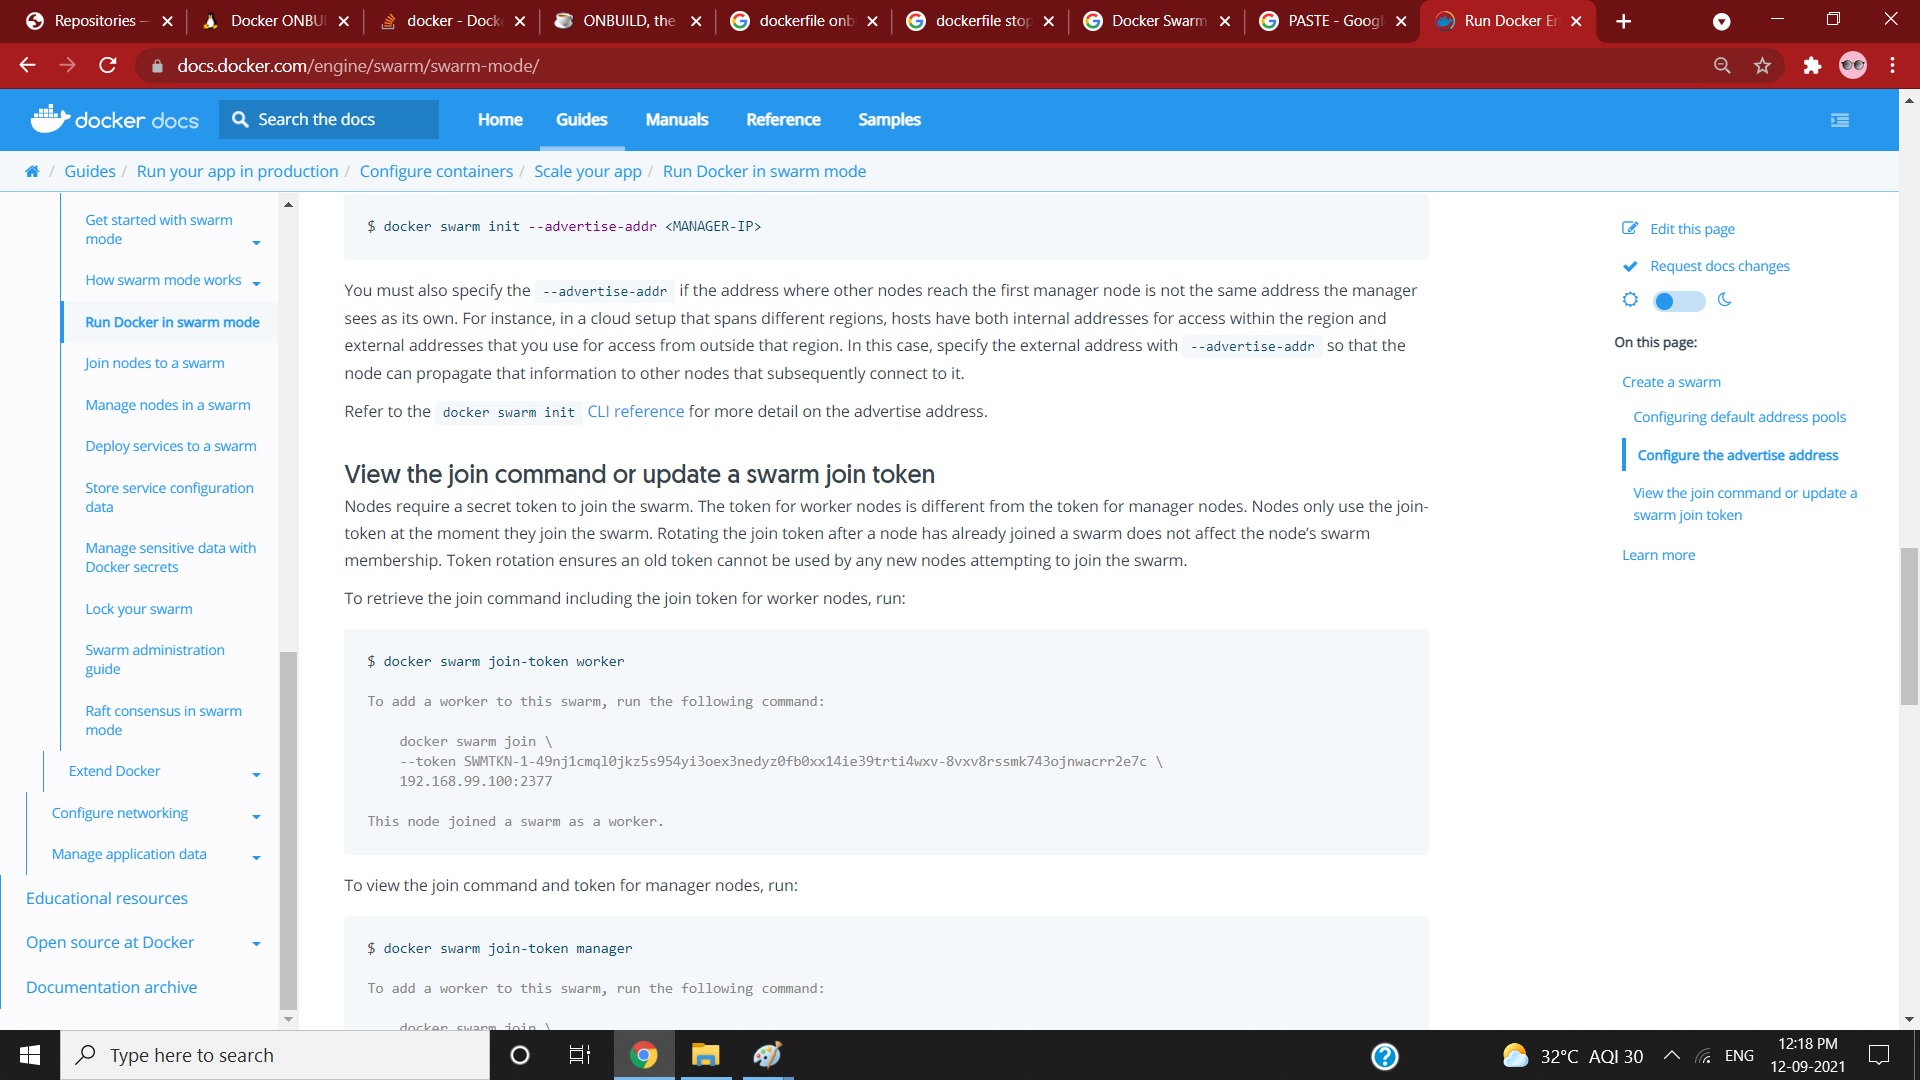 Repositories –
Docker ONBU
docker - Dock
ONBUILD, the
dockerfile onb
dockerfile stop
Docker Swarm
PASTE - Googl
Run Docker En
docs.docker.com/engine/swarm/swarm-mode/
docker docs
Search the docs
Home
Guides
Manuals
Reference
Samples
/ Guides / Run your app in production / Configure containers / Scale your app / Run Docker in swarm mode
Get started with swarm
mode
How swarm mode works
Run Docker in swarm mode
Join nodes to a swarm
Manage nodes in a swarm
Deploy services to a swarm
Store service configuration
data
Manage sensitive data with
Docker secrets
Lock your swarm
Swarm administration
guide
Raft consensus in swarm
mode
Extend Docker
Configure networking
Manage application data
Educational resources
Open source at Docker
Documentation archive
$ docker swarm init --advertise-addr <MANAGER-IP>
You must also specify the --advertise-addr if the address where other nodes reach the first manager node is not the same address the manager
sees as its own. For instance, in a cloud setup that spans different regions, hosts have both internal addresses for access within the region and
external addresses that you use for access from outside that region. In this case, specify the external address with --advertise-addr so that the
node can propagate that information to other nodes that subsequently connect to it.
Refer to the docker swarm init CLI reference for more detail on the advertise address.
View the join command or update a swarm join token
Nodes require a secret token to join the swarm. The token for worker nodes is different from the token for manager nodes. Nodes only use the join-
token at the moment they join the swarm. Rotating the join token after a node has already joined a swarm does not affect the node’s swarm
membership. Token rotation ensures an old token cannot be used by any new nodes attempting to join the swarm.
To retrieve the join command including the join token for worker nodes, run:
$ docker swarm join-token worker
To add a worker to this swarm, run the following command:
docker swarm join \
--token SWMTKN-1-49nj1cmql0jkz5s954yi3oex3nedyz0fb0xx14ie39trti4wxv-8vxv8rssmk743ojnwacrr2e7c \
192.168.99.100:2377
This node joined a swarm as a worker.
To view the join command and token for manager nodes, run:
$ docker swarm join-token manager
To add a worker to this swarm, run the following command:
docker swarm join \
Edit this page
Request docs changes
On this page:
Create a swarm
Configuring default address pools
Configure the advertise address
View the join command or update a
swarm join token
Learn more
Type here to search
32°C AQI 30
ENG
12:18 PM
12-09-2021